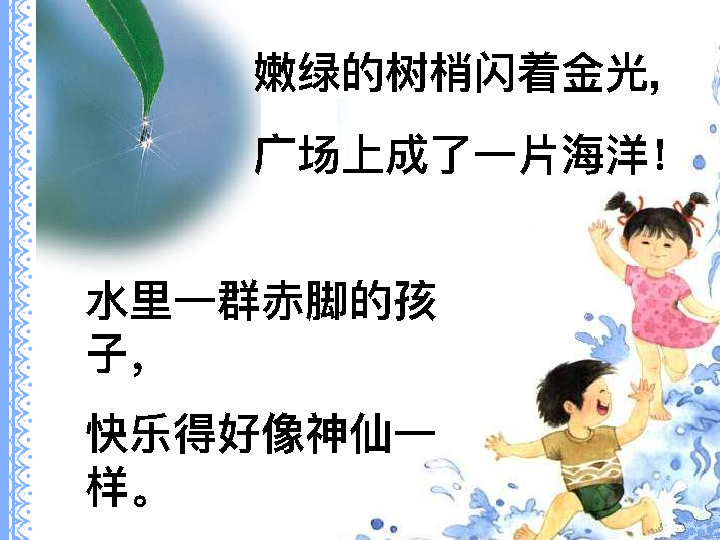 嫩绿的树梢闪着金光，
广场上成了一片海洋！
水里一群赤脚的孩
子，
快乐得好像神仙一
样。